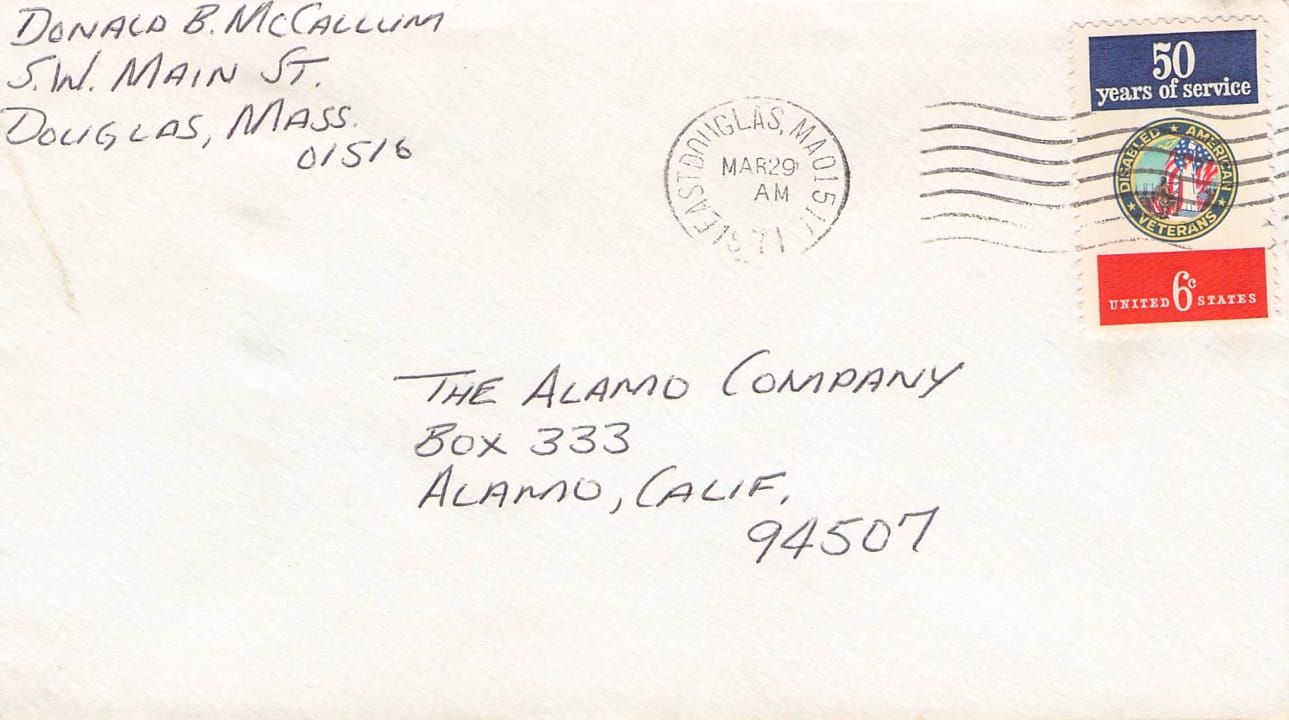 DONALD B. MCCALLUM
S.W. MAIN ST.
DOUGLAS, MASS.
01516
EAST DOUGLAS, MA 0151
MAR 29
AM
1971
50
years of service
DISABLED ★ AMERICAN
★ VETERANS ★
UNITED 6c STATES
THE ALAMO COMPANY
BOX 333
ALAMO, CALIF.
94507